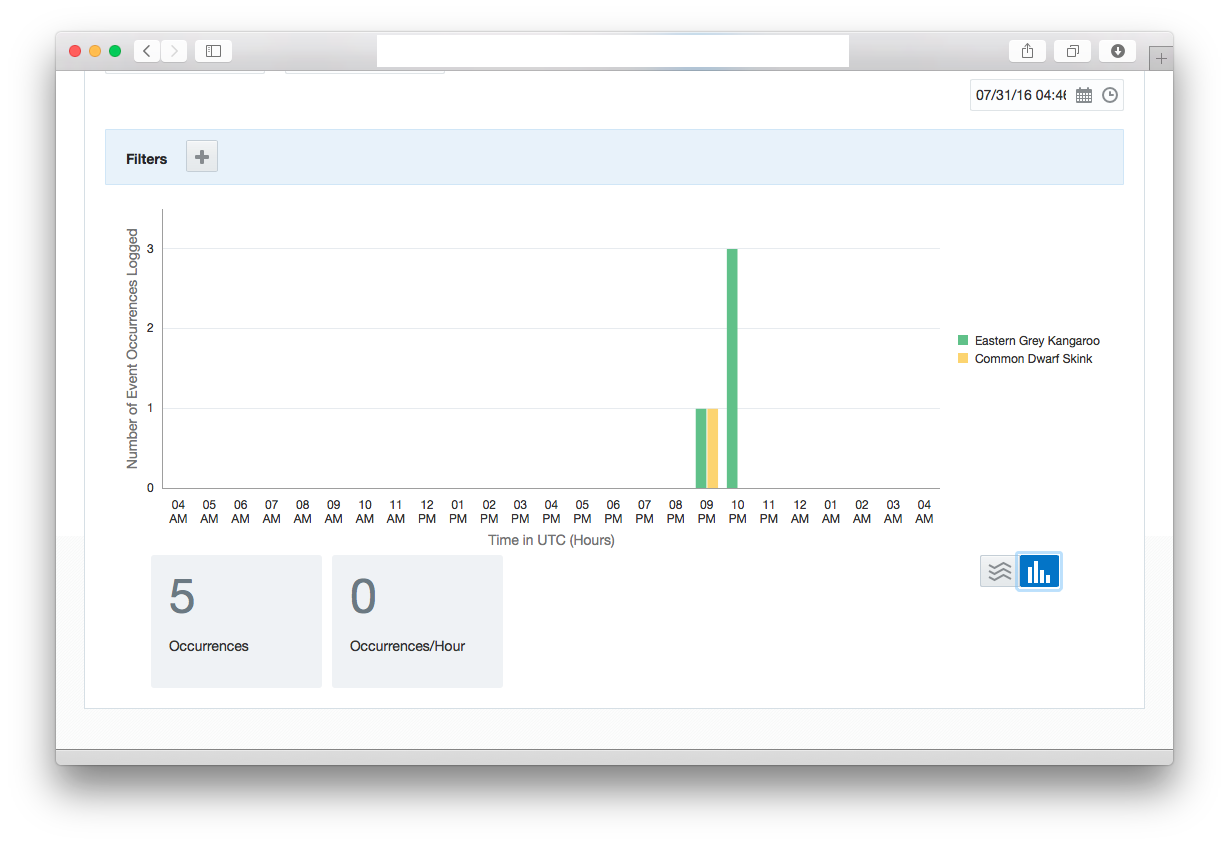 07/31/16 04:46
Filters
Number of Event Occurrences Logged
3
2
1
0
Eastern Grey Kangaroo
Common Dwarf Skink
04 05 06 07 08 09 10 11 12 01 02 03 04 05 06 07 08 09 10 11 12 01 02 03 04
AM AM AM AM AM AM AM AM PM PM PM PM PM PM PM PM PM PM PM PM AM AM AM AM AM
Time in UTC (Hours)
5
Occurrences
0
Occurrences/Hour